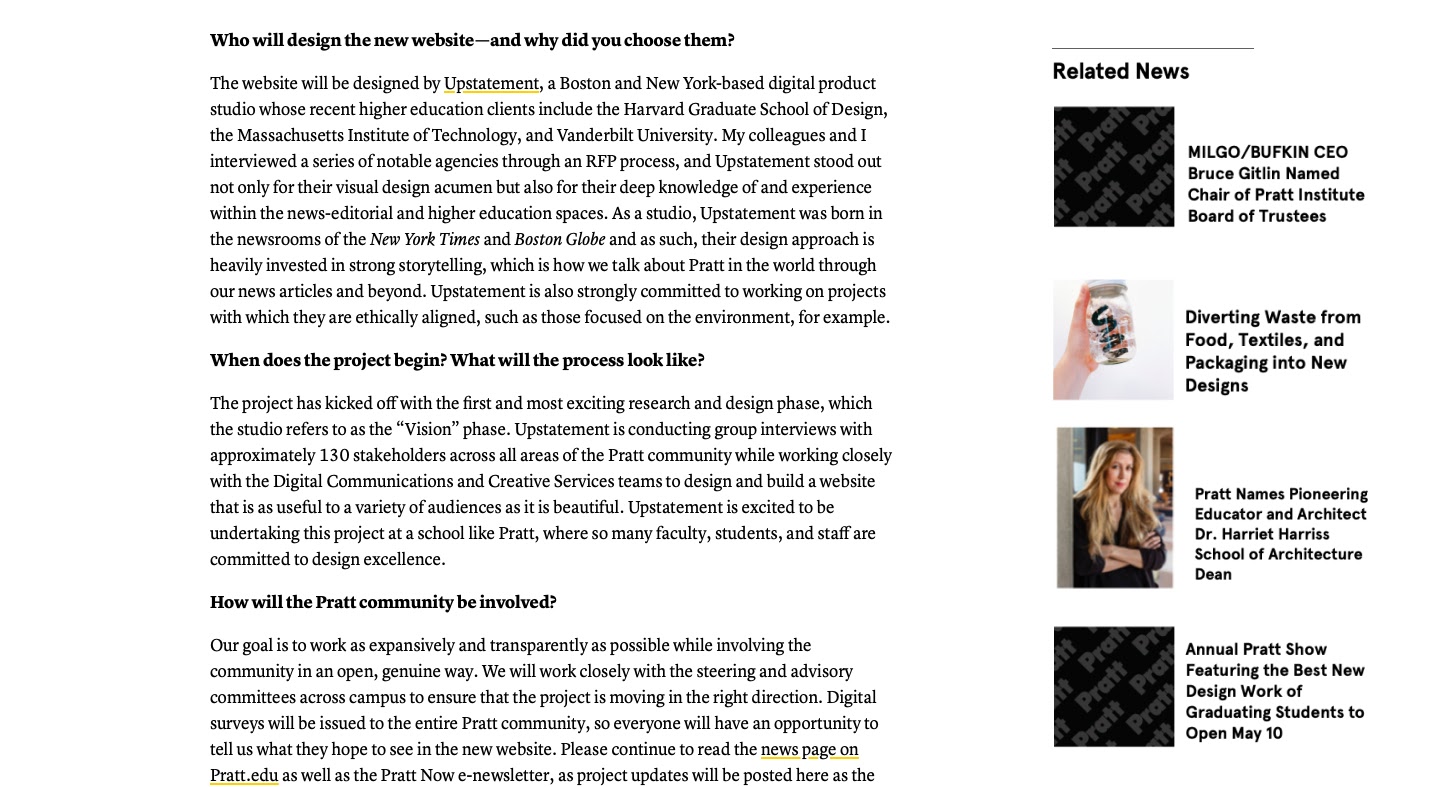 Who will design the new website—and why did you choose them?
The website will be designed by Upstatement, a Boston and New York-based digital product
studio whose recent higher education clients include the Harvard Graduate School of Design,
the Massachusetts Institute of Technology, and Vanderbilt University. My colleagues and I
interviewed a series of notable agencies through an RFP process, and Upstatement stood out
not only for their visual design acumen but also for their deep knowledge of and experience
within the news-editorial and higher education spaces. As a studio, Upstatement was born in
the newsrooms of the New York Times and Boston Globe and as such, their design approach is
heavily invested in strong storytelling, which is how we talk about Pratt in the world through
our news articles and beyond. Upstatement is also strongly committed to working on projects
with which they are ethically aligned, such as those focused on the environment, for example.
When does the project begin? What will the process look like?
The project has kicked off with the first and most exciting research and design phase, which
the studio refers to as the “Vision” phase. Upstatement is conducting group interviews with
approximately 130 stakeholders across all areas of the Pratt community while working closely
with the Digital Communications and Creative Services teams to design and build a website
that is as useful to a variety of audiences as it is beautiful. Upstatement is excited to be
undertaking this project at a school like Pratt, where so many faculty, students, and staff are
committed to design excellence.
How will the Pratt community be involved?
Our goal is to work as expansively and transparently as possible while involving the
community in an open, genuine way. We will work closely with the steering and advisory
committees across campus to ensure that the project is moving in the right direction. Digital
surveys will be issued to the entire Pratt community, so everyone will have an opportunity to
tell us what they hope to see in the new website. Please continue to read the news page on
Pratt.edu as well as the Pratt Now e-newsletter, as project updates will be posted here as the
Related News
Pratt Pratt Pratt Pratt
MILGO/BUFKIN CEO
Bruce Gitlin Named
Chair of Pratt Institute
Board of Trustees
Diverting Waste from
Food, Textiles, and
Packaging into New
Designs
Pratt Names Pioneering
Educator and Architect
Dr. Harriet Harriss
School of Architecture
Dean
Pratt Pratt Pratt Pratt
Annual Pratt Show
Featuring the Best New
Design Work of
Graduating Students to
Open May 10